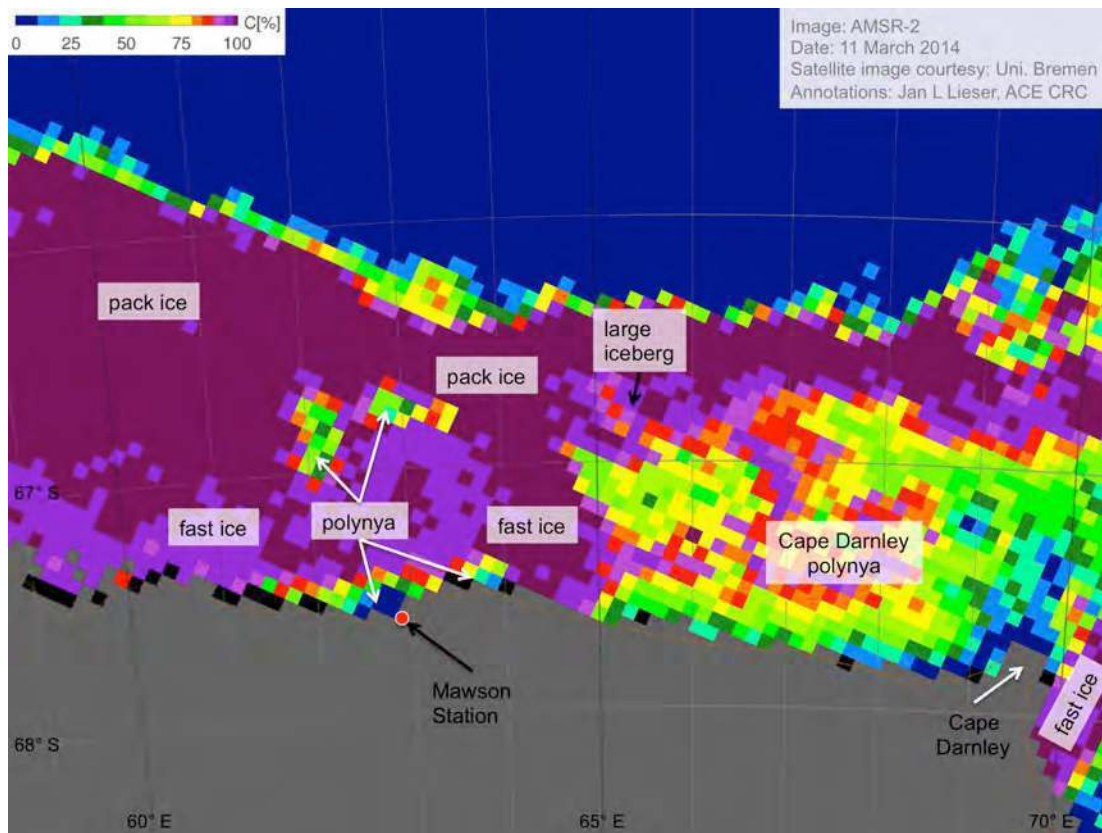 C[%]
0 25 50 75 100
Image: AMSR-2
Date: 11 March 2014
Satellite image courtesy: Uni. Bremen
Annotations: Jan L Lieser, ACE CRC
pack ice
large
iceberg
pack ice
67° S
fast ice
polynya
fast ice
Cape Darnley
polynya
Mawson
Station
Cape
Darnley
fast ice
68° S
60° E
65° E
70° E